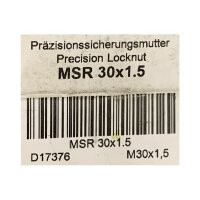 Präzisionssicherungsmutter
Precision Locknut
MSR 30x1.5
MSR 30x1.5
D17376 M30x1,5